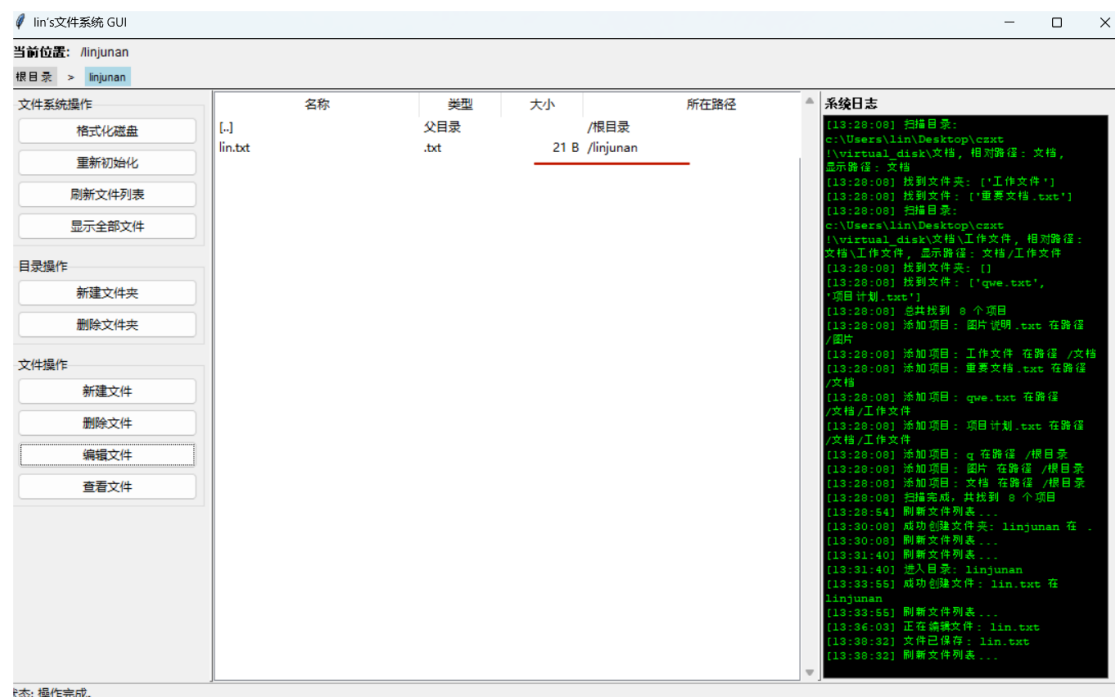 lin's文件系统 GUI
当前位置: /linjunan
根目录 > linjunan
文件系统操作
格式化磁盘
重新初始化
刷新文件列表
显示全部文件
目录操作
新建文件夹
删除文件夹
文件操作
新建文件
删除文件
编辑文件
查看文件
名称 类型 大小 所在路径
[..] 父目录 /根目录
lin.txt .txt 21 B /linjunan
系统日志
[13:28:08] 扫描目录:
c:\Users\lin\Desktop\czxt
!\virtual_disk\文档, 相对路径: 文档,
显示路径: 文档
[13:28:08] 找到文件夹: ['工作文件']
[13:28:08] 找到文件: ['重要文档.txt']
[13:28:08] 扫描目录:
c:\Users\lin\Desktop\czxt
!\virtual_disk\文档\工作文件, 相对路径:
文档\工作文件, 显示路径: 文档/工作文件
[13:28:08] 找到文件夹: []
[13:28:08] 找到文件: ['qwe.txt',
'项目计划.txt']
[13:28:08] 总共找到 8 个项目
[13:28:08] 添加项目: 图片说明.txt 在路径
/图片
[13:28:08] 添加项目: 工作文件 在路径 /文档
[13:28:08] 添加项目: 重要文档.txt 在路径
/文档
[13:28:08] 添加项目: qwe.txt 在路径
/文档/工作文件
[13:28:08] 添加项目: 项目计划.txt 在路径
/文档/工作文件
[13:28:08] 添加项目: q 在路径 /根目录
[13:28:08] 添加项目: 图片 在路径 /根目录
[13:28:08] 添加项目: 文档 在路径 /根目录
[13:28:08] 扫描完成, 共找到 8 个项目
[13:28:54] 刷新文件列表...
[13:30:08] 成功创建文件夹: linjunan 在 .
[13:30:08] 刷新文件列表...
[13:31:40] 刷新文件列表...
[13:31:40] 进入目录: linjunan
[13:33:55] 成功创建文件: lin.txt 在
linjunan
[13:33:55] 刷新文件列表...
[13:36:03] 正在编辑文件: lin.txt
[13:38:32] 文件已保存: lin.txt
[13:38:32] 刷新文件列表...
状态: 操作完成。